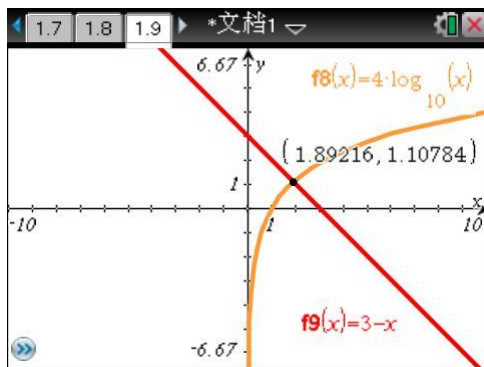 1.7 1.8 1.9 *文档1
6.67 y
f8(x)=4·log₁₀(x)
(1.89216, 1.10784)
1
x
-10 1 10
f9(x)=3-x
-6.67